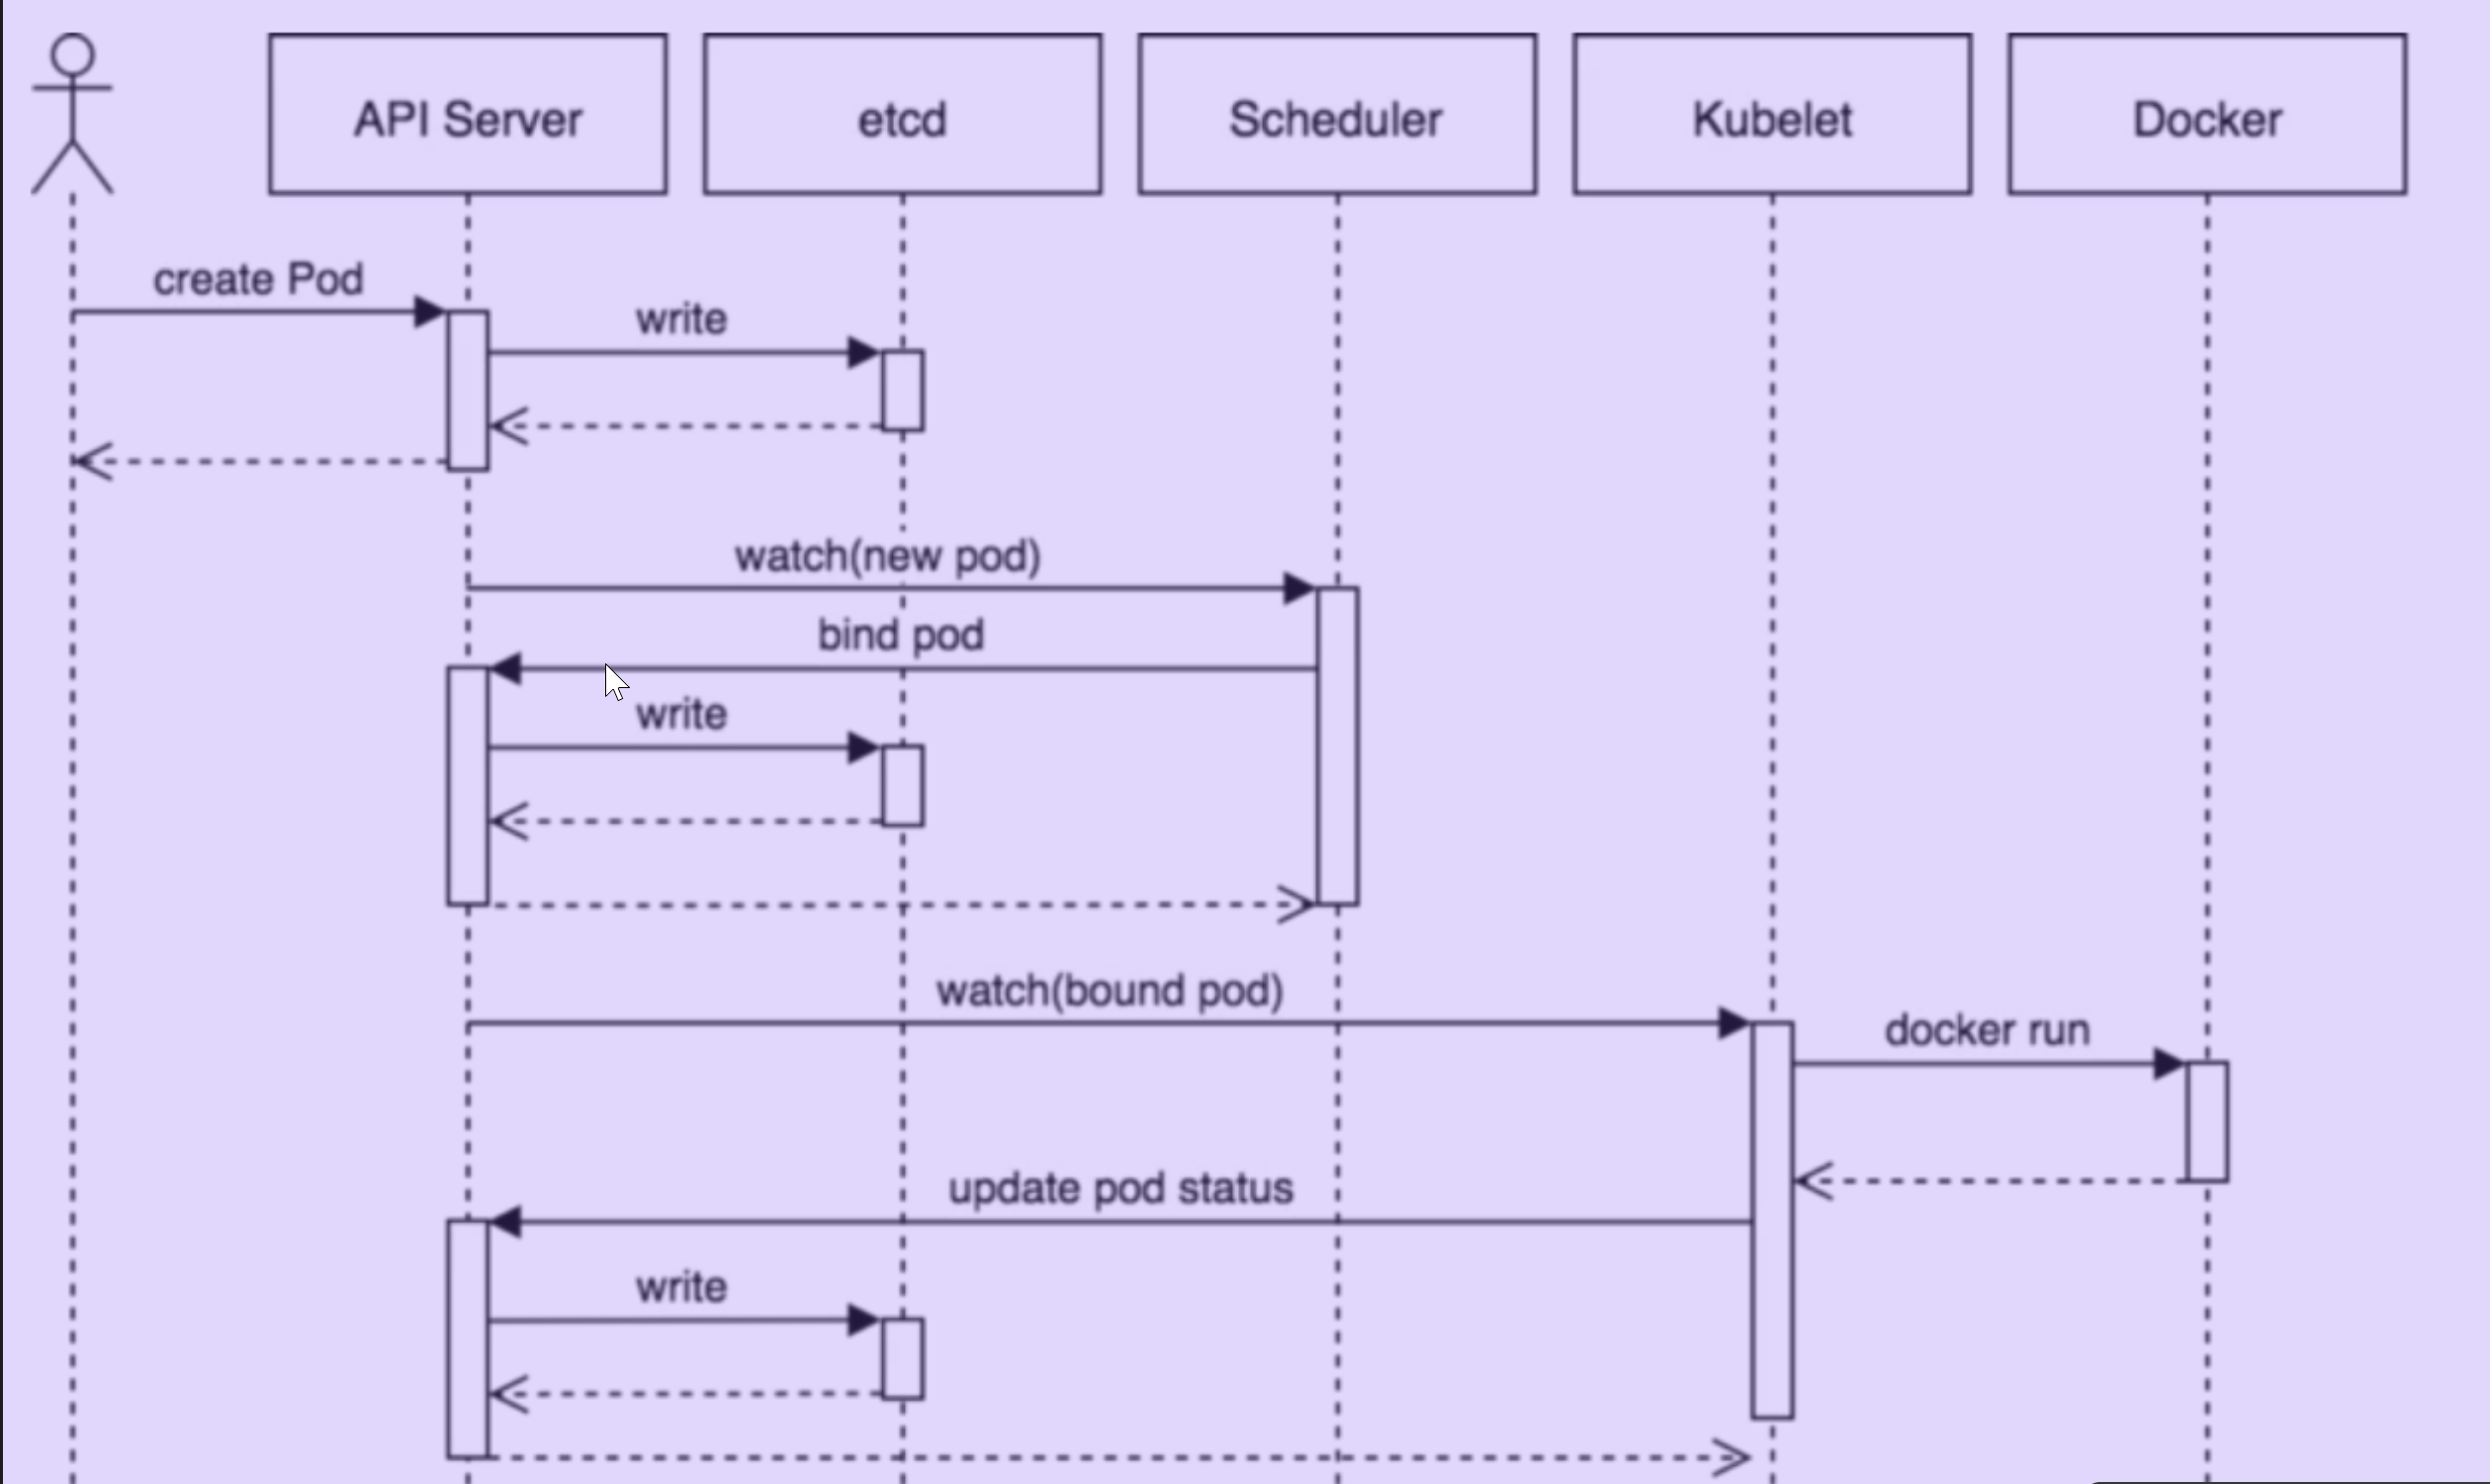 API Server
etcd
Scheduler
Kubelet
Docker
create Pod
write
watch(new pod)
bind pod
write
watch(bound pod)
docker run
update pod status
write